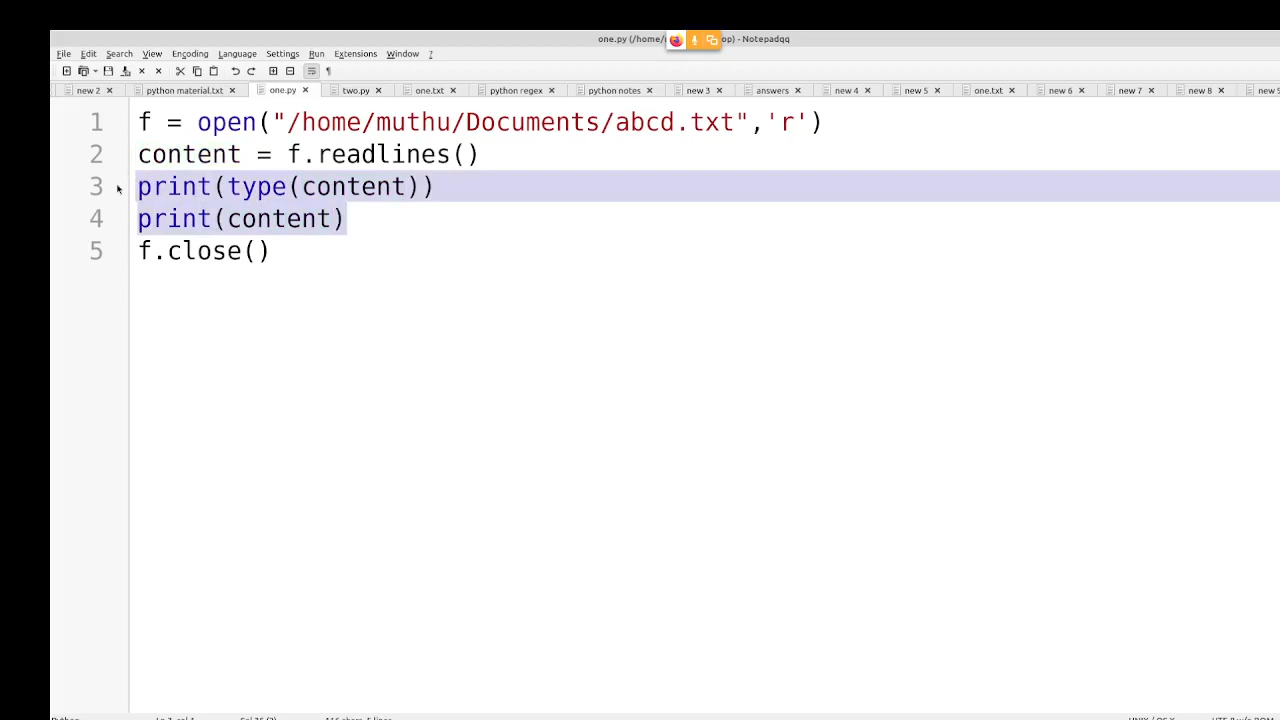 one.py (/home/ op) - Notepadqq
File Edit Search View Encoding Language Settings Run Extensions Window ?
new 2 python material.txt one.py two.py one.txt python regex python notes new 3 answers new 4 new 5 one.txt new 6 new 7 new 8 new 9
1 f = open("/home/muthu/Documents/abcd.txt",'r')
2 content = f.readlines()
3 print(type(content))
4 print(content)
5 f.close()